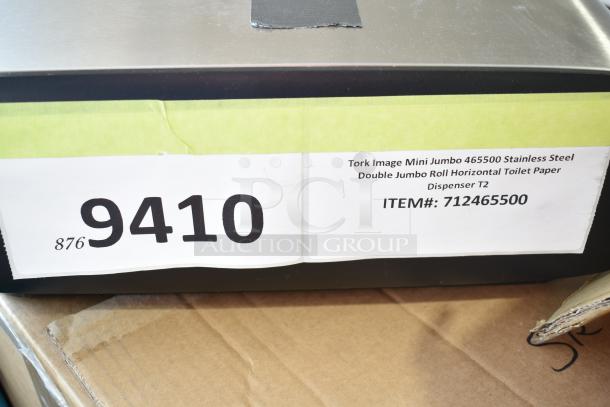 Tork Image Mini Jumbo 465500 Stainless Steel
Double Jumbo Roll Horizontal Toilet Paper
Dispenser T2
ITEM#: 712465500
876 9410
PCI
AUCTION GROUP